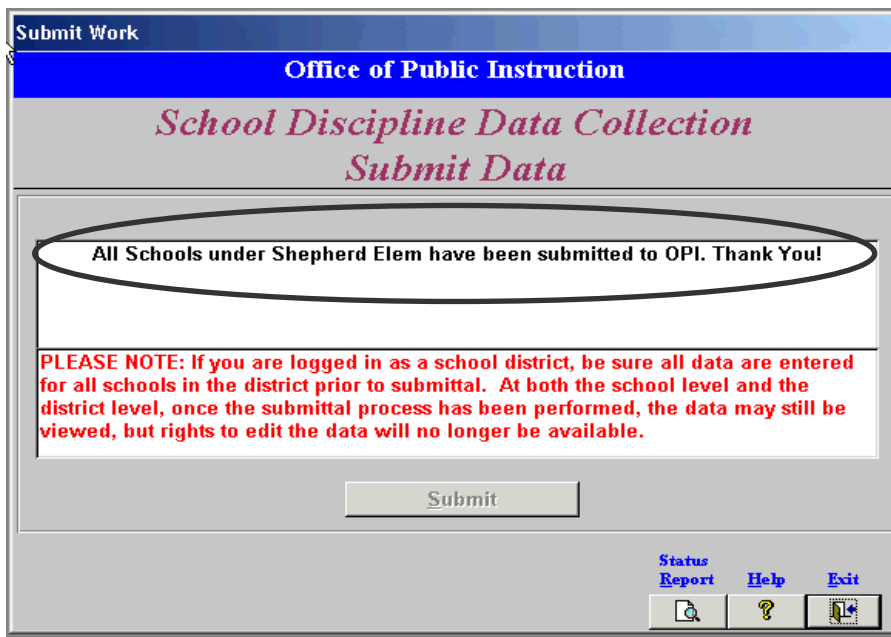 Submit Work
Office of Public Instruction
School Discipline Data Collection
Submit Data
All Schools under Shepherd Elem have been submitted to OPI. Thank You!
PLEASE NOTE: If you are logged in as a school district, be sure all data are entered
for all schools in the district prior to submittal. At both the school level and the
district level, once the submittal process has been performed, the data may still be
viewed, but rights to edit the data will no longer be available.
Submit
Status
Report Help Exit